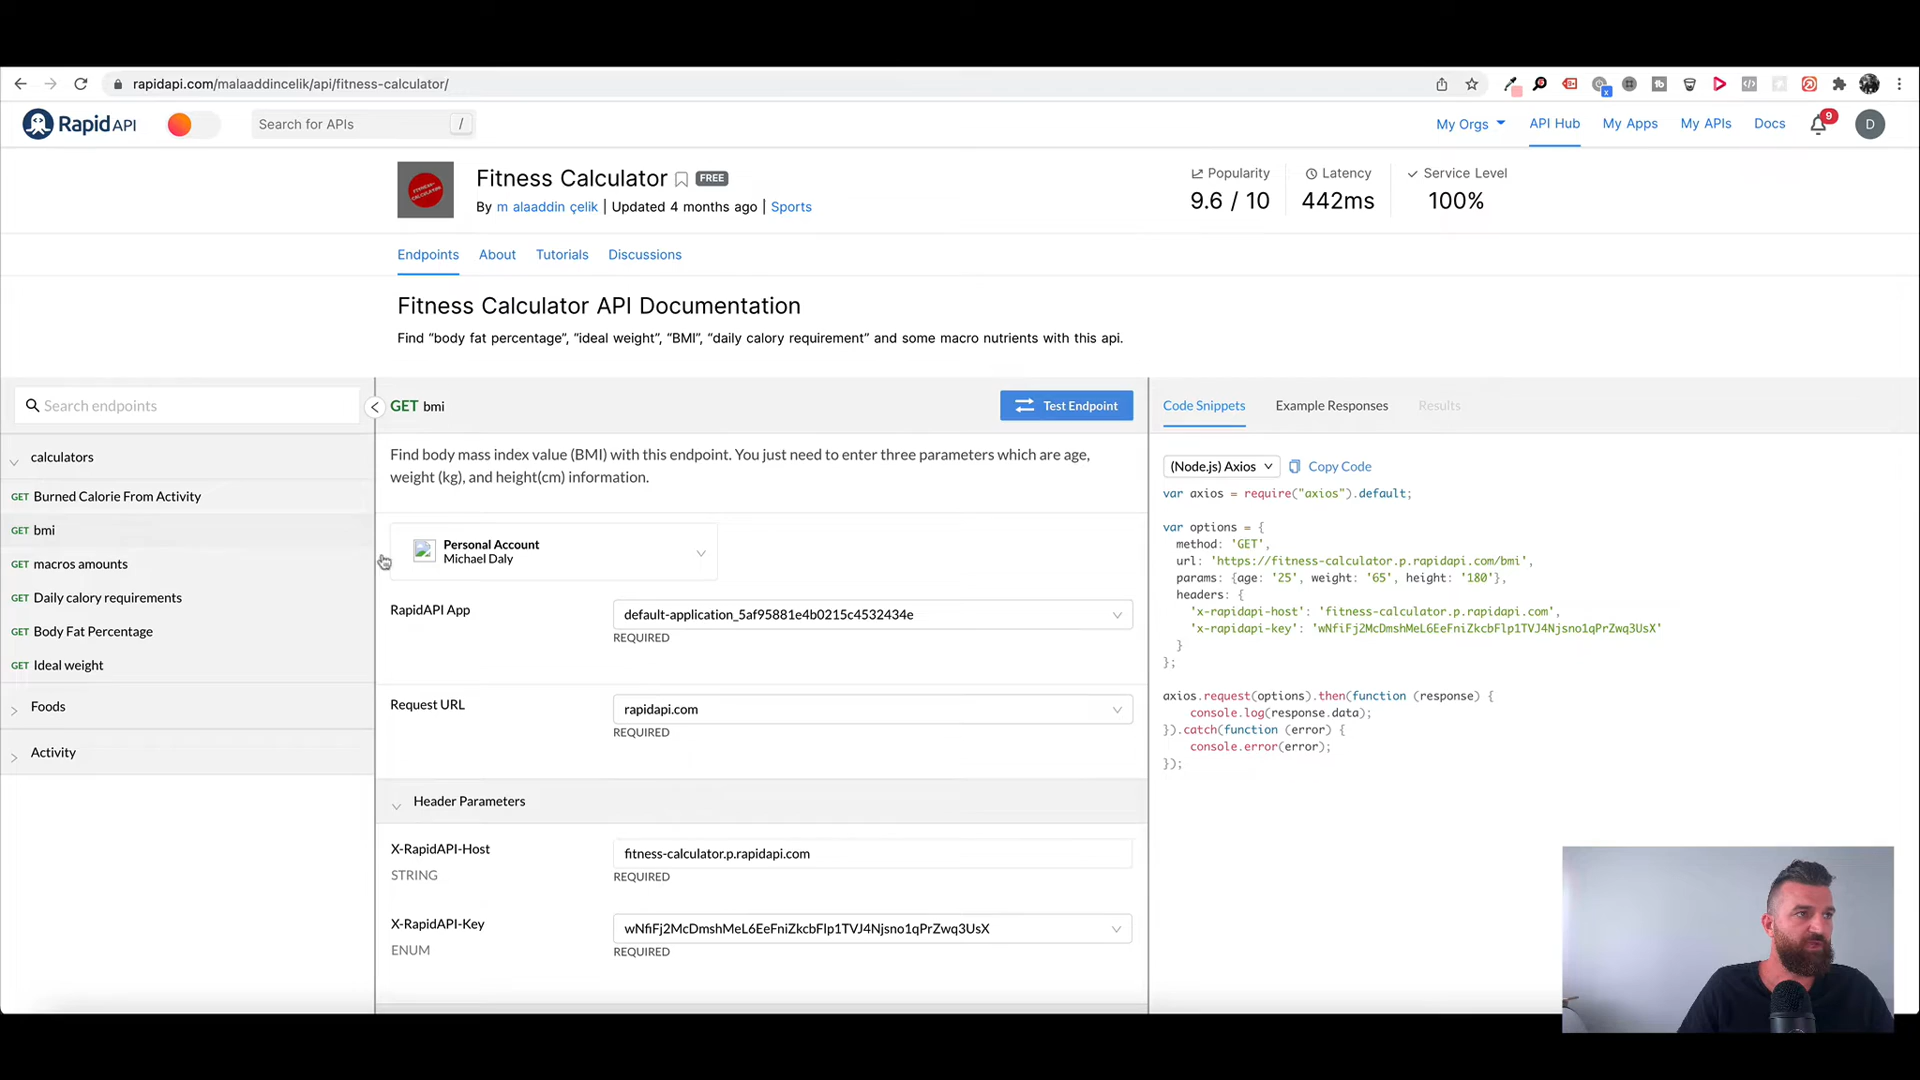 rapidapi.com/malaaddincelik/api/fitness-calculator/
Rapid API
Search for APIs /
My Orgs API Hub My Apps My APIs Docs 9 D
Fitness Calculator FREE
By m alaaddin çelik | Updated 4 months ago | Sports
Popularity Latency Service Level
9.6 / 10 442ms 100%
Endpoints About Tutorials Discussions
Fitness Calculator API Documentation
Find “body fat percentage”, “ideal weight”, “BMI”, “daily calory requirement” and some macro nutrients with this api.
Search endpoints
calculators
GET Burned Calorie From Activity
GET bmi
GET macros amounts
GET Daily calory requirements
GET Body Fat Percentage
GET Ideal weight
Foods
Activity
GET bmi
Test Endpoint
Find body mass index value (BMI) with this endpoint. You just need to enter three parameters which are age,
weight (kg), and height(cm) information.
Personal Account
Michael Daly
RapidAPI App
default-application_5af95881e4b0215c4532434e
REQUIRED
Request URL
rapidapi.com
REQUIRED
Header Parameters
X-RapidAPI-Host
fitness-calculator.p.rapidapi.com
STRING
REQUIRED
X-RapidAPI-Key
wNfiFj2McDmshMeL6EeFniZkcbFlp1TVJ4Njsno1qPrZwq3UsX
ENUM
REQUIRED
Code Snippets Example Responses Results
(Node.js) Axios Copy Code
var axios = require("axios").default;
var options = {
method: 'GET',
url: 'https://fitness-calculator.p.rapidapi.com/bmi',
params: {age: '25', weight: '65', height: '180'},
headers: {
'x-rapidapi-host': 'fitness-calculator.p.rapidapi.com',
'x-rapidapi-key': 'wNfiFj2McDmshMeL6EeFniZkcbFlp1TVJ4Njsno1qPrZwq3UsX'
}
};
axios.request(options).then(function (response) {
console.log(response.data);
}).catch(function (error) {
console.error(error);
});